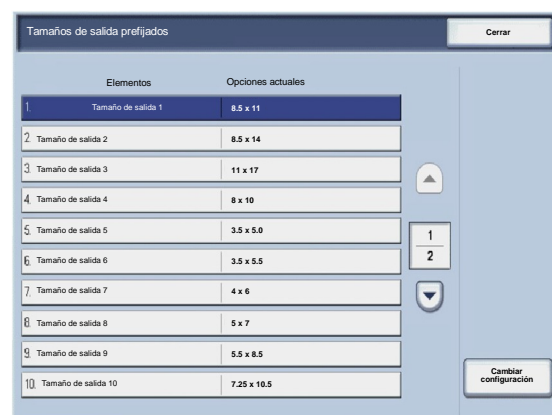 Tamaños de salida prefijados
Cerrar
Elementos Opciones actuales
1. Tamaño de salida 1 8.5 x 11
2. Tamaño de salida 2 8.5 x 14
3. Tamaño de salida 3 11 x 17
4. Tamaño de salida 4 8 x 10
5. Tamaño de salida 5 3.5 x 5.0
6. Tamaño de salida 6 3.5 x 5.5
7. Tamaño de salida 7 4 x 6
8. Tamaño de salida 8 5 x 7
9. Tamaño de salida 9 5.5 x 8.5
10. Tamaño de salida 10 7.25 x 10.5
1
2
Cambiar
configuración